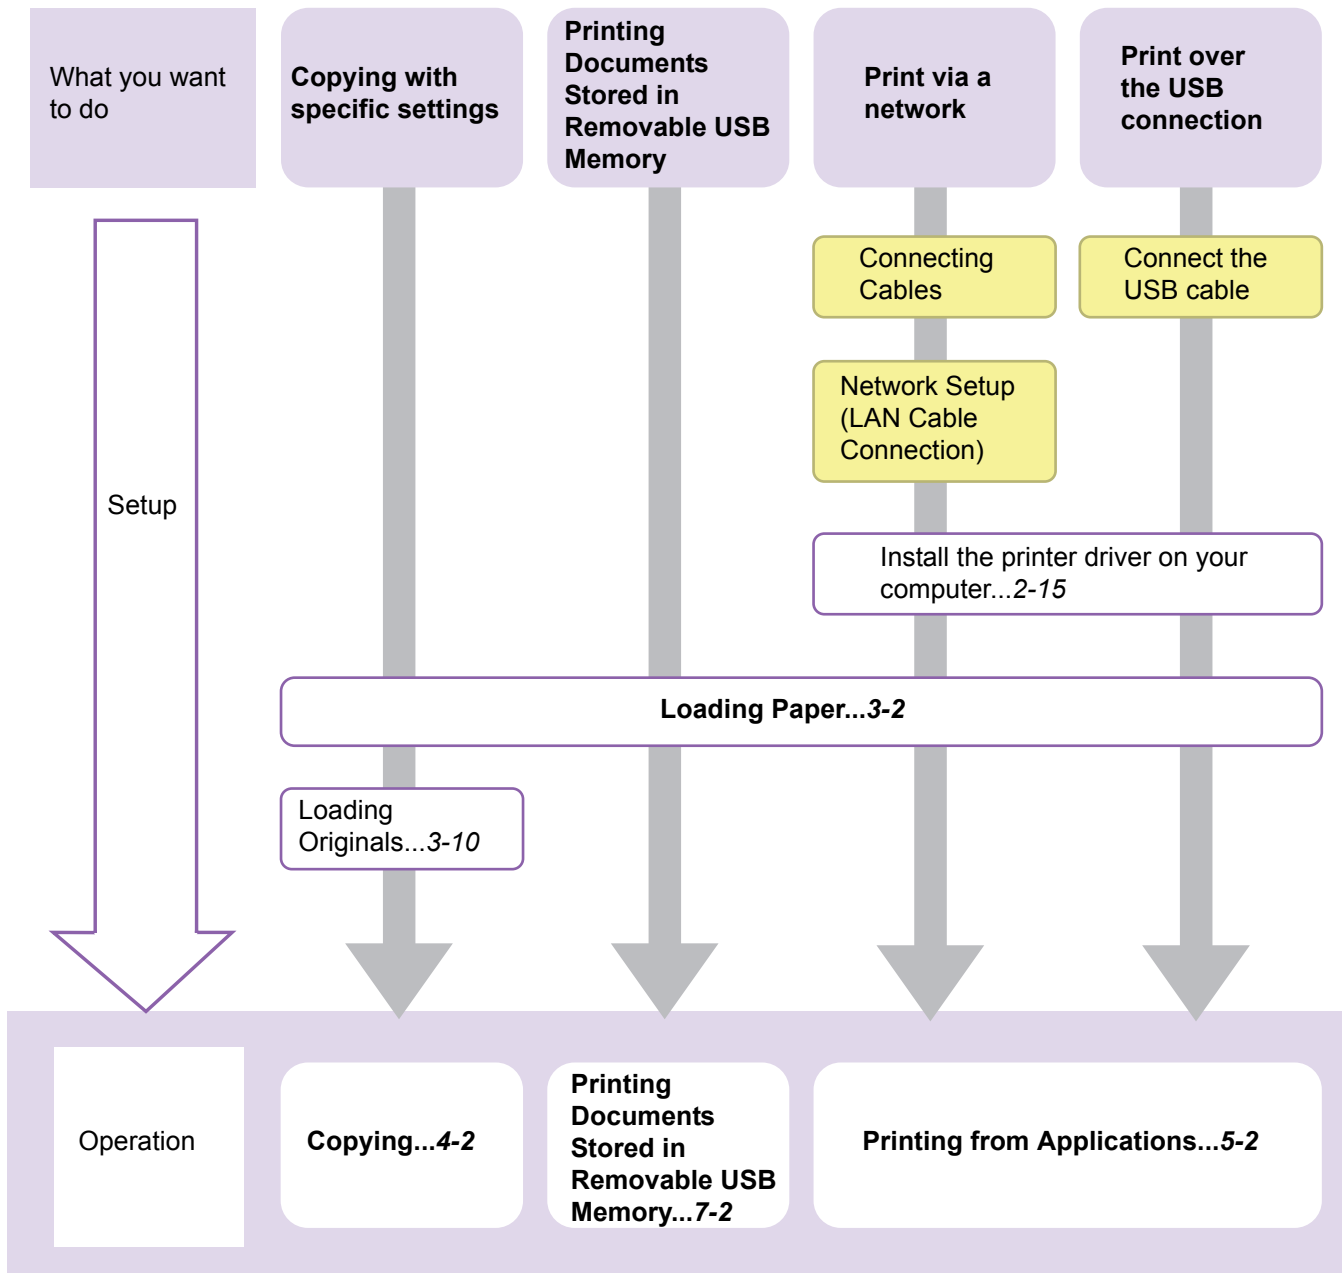 What you want
to do
Copying with
specific settings
Printing
Documents
Stored in
Removable USB
Memory
Print via a
network
Print over
the USB
connection
Setup
Connecting
Cables
Connect the
USB cable
Network Setup
(LAN Cable
Connection)
Install the printer driver on your
computer...2-15
Loading Paper...3-2
Loading
Originals...3-10
Operation
Copying...4-2
Printing
Documents
Stored in
Removable USB
Memory...7-2
Printing from Applications...5-2